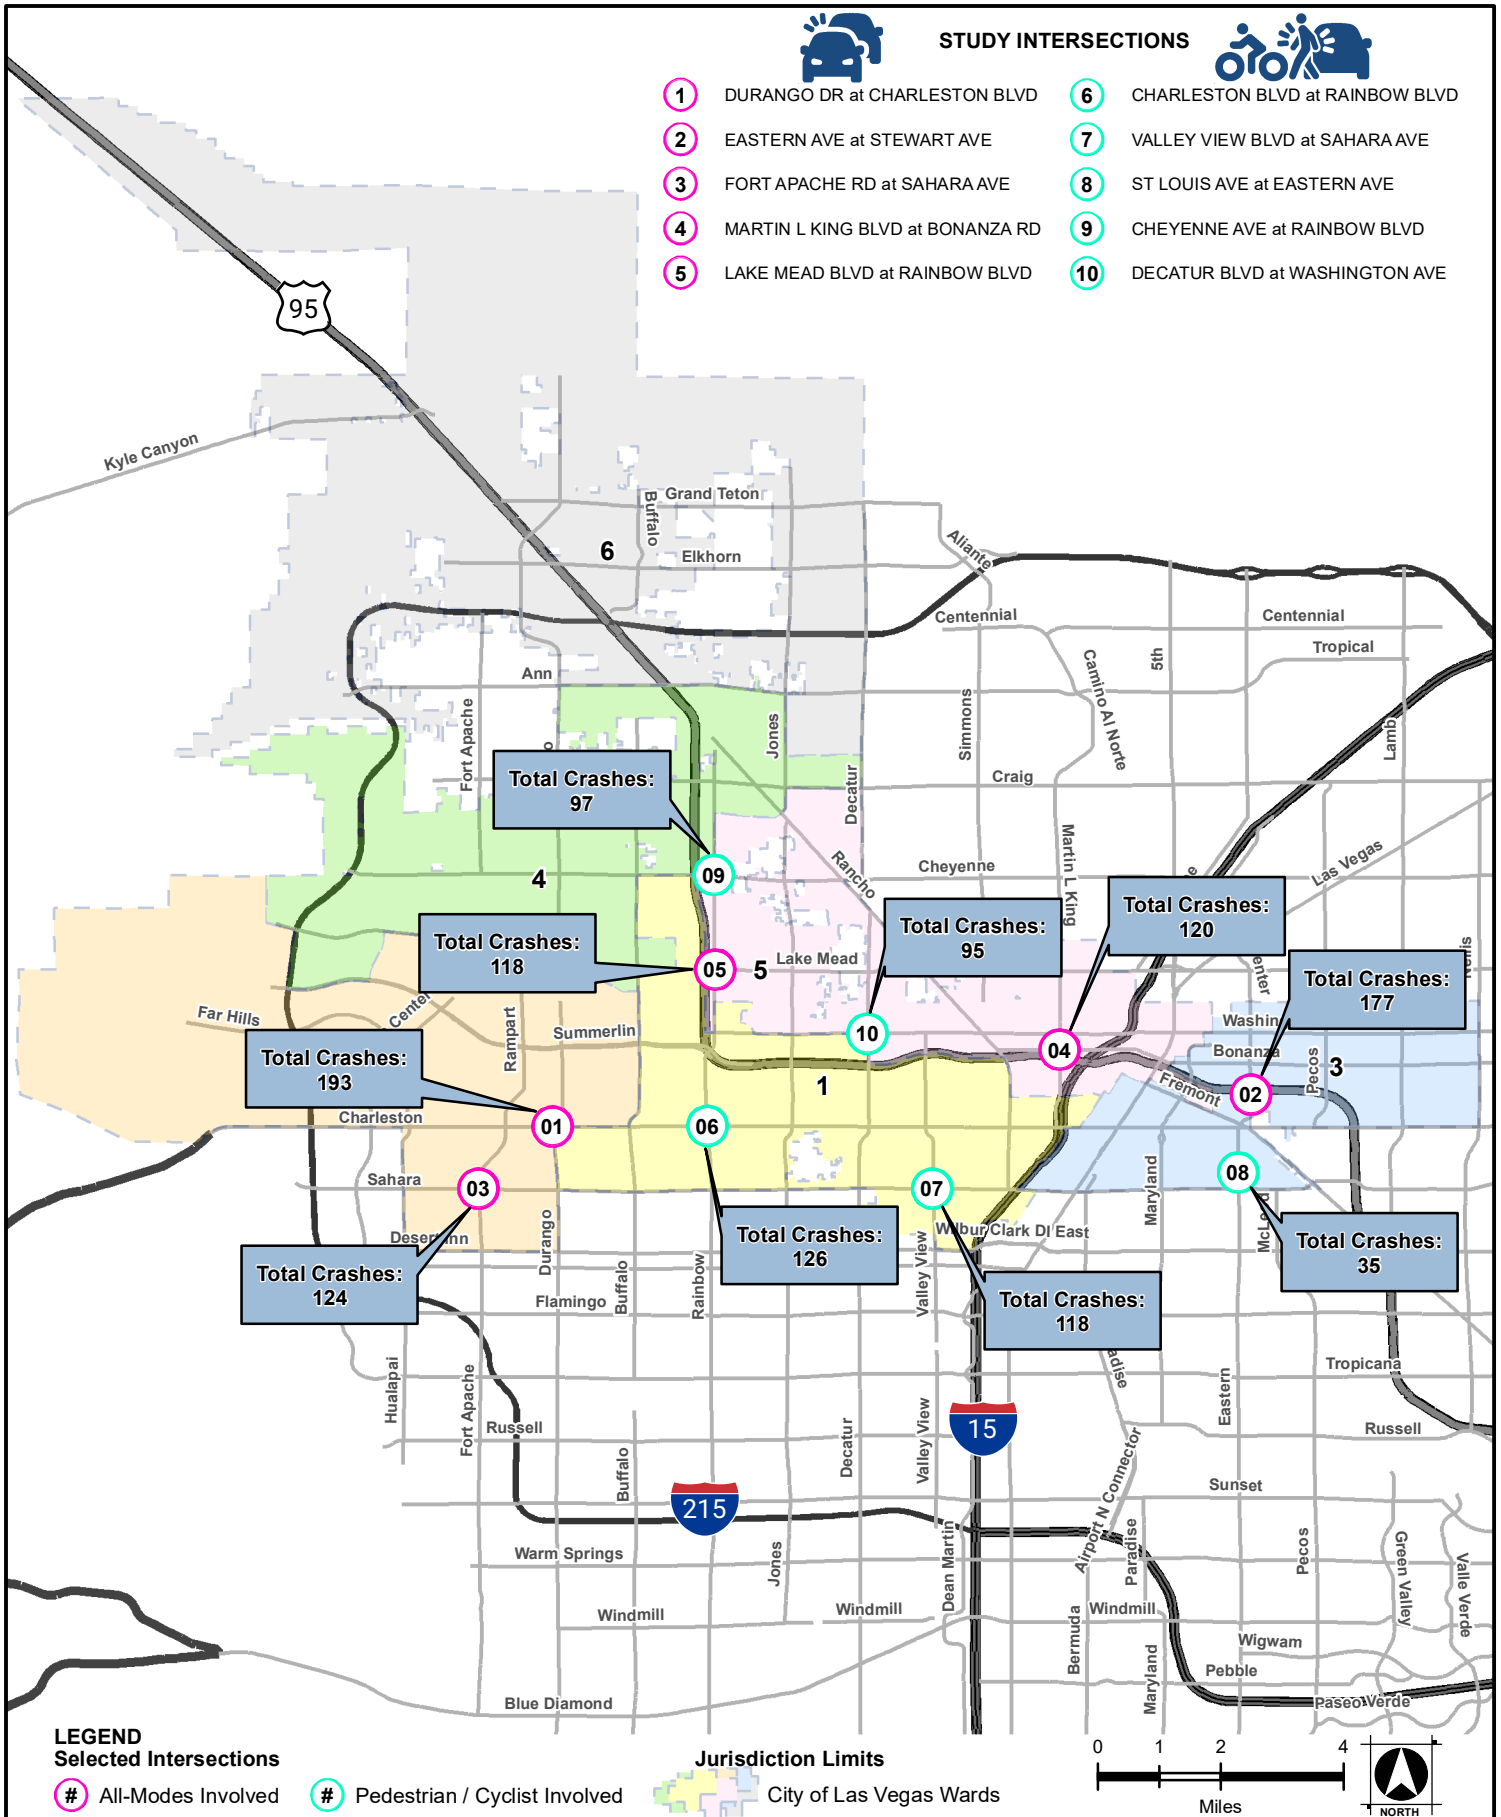 STUDY INTERSECTIONS
1 DURANGO DR at CHARLESTON BLVD
2 EASTERN AVE at STEWART AVE
3 FORT APACHE RD at SAHARA AVE
4 MARTIN L KING BLVD at BONANZA RD
5 LAKE MEAD BLVD at RAINBOW BLVD
6 CHARLESTON BLVD at RAINBOW BLVD
7 VALLEY VIEW BLVD at SAHARA AVE
8 ST LOUIS AVE at EASTERN AVE
9 CHEYENNE AVE at RAINBOW BLVD
10 DECATUR BLVD at WASHINGTON AVE
95
Kyle Canyon
Grand Teton
Buffalo
6
Elkhorn
Aliante
Centennial
Centennial
Tropical
5th
Camino Al Norte
Simmons
Ann
Fort Apache
Jones
Lamb
Decatur
Craig
Total Crashes:
97
09
4
Rancho
Cheyenne
Martin L King
Las Vegas
Total Crashes:
118
05
5
Lake Mead
Total Crashes:
95
10
Total Crashes:
120
04
Total Crashes:
177
02
Far Hills
Center
Rampart
Summerlin
Washin
Bonanza
Pecos
3
Fremont
1
Total Crashes:
193
01
Charleston
06
Sahara
03
07
08
Maryland
McLeod
Desert Inn
Durango
Wilbur Clark DI East
Total Crashes:
124
Total Crashes:
126
Total Crashes:
118
Total Crashes:
35
Buffalo
Rainbow
Valley View
Flamingo
Tropicana
adise
Hualapai
Fort Apache
Eastern
Russell
Russell
15
Decatur
Valley View
Buffalo
215
Airport N Connector
Sunset
Warm Springs
Jones
Dean Martin
Paradise
Pecos
Green Valley
Valle Verde
Windmill
Windmill
Windmill
Bermuda
Maryland
Wigwam
Pebble
Paseo Verde
Blue Diamond
LEGEND
Selected Intersections
# All-Modes Involved
# Pedestrian / Cyclist Involved
Jurisdiction Limits
City of Las Vegas Wards
0 1 2 4
Miles
NORTH